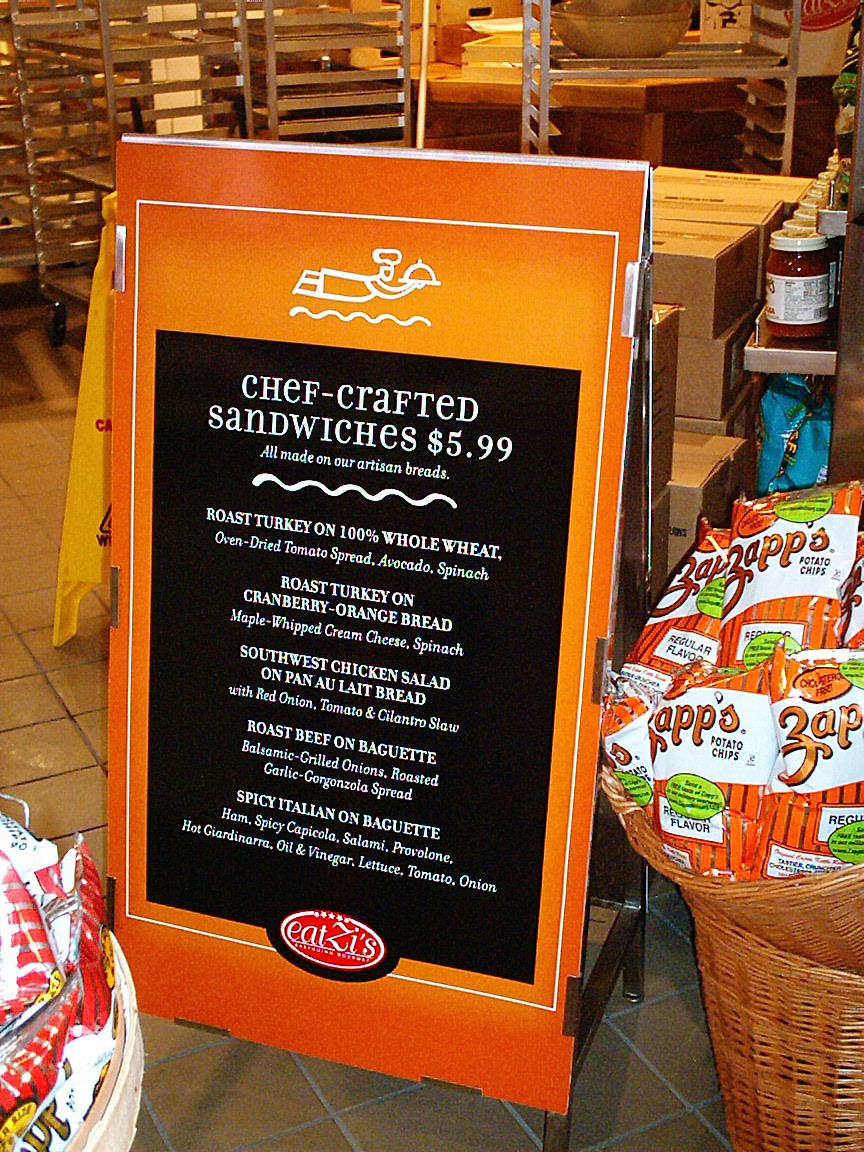 CHEF-CRAFTED
SANDWICHES $5.99
All made on our artisan breads.
ROAST TURKEY ON 100% WHOLE WHEAT,
Oven-Dried Tomato Spread, Avocado, Spinach
ROAST TURKEY ON
CRANBERRY-ORANGE BREAD
Maple-Whipped Cream Cheese, Spinach
SOUTHWEST CHICKEN SALAD
ON PAN AU LAIT BREAD
with Red Onion, Tomato & Cilantro Slaw
ROAST BEEF ON BAGUETTE
Balsamic-Grilled Onions, Roasted
Garlic-Gorgonzola Spread
SPICY ITALIAN ON BAGUETTE
Ham, Spicy Capicola, Salami, Provolone,
Hot Giardinarra, Oil & Vinegar, Lettuce, Tomato, Onion
eatZi's
CA
Zapp's
POTATO
CHIPS
REGULAR
FLAVOR
Zapp's
POTATO
CHIPS
FLAVOR
CHOLESTEROL
FREE